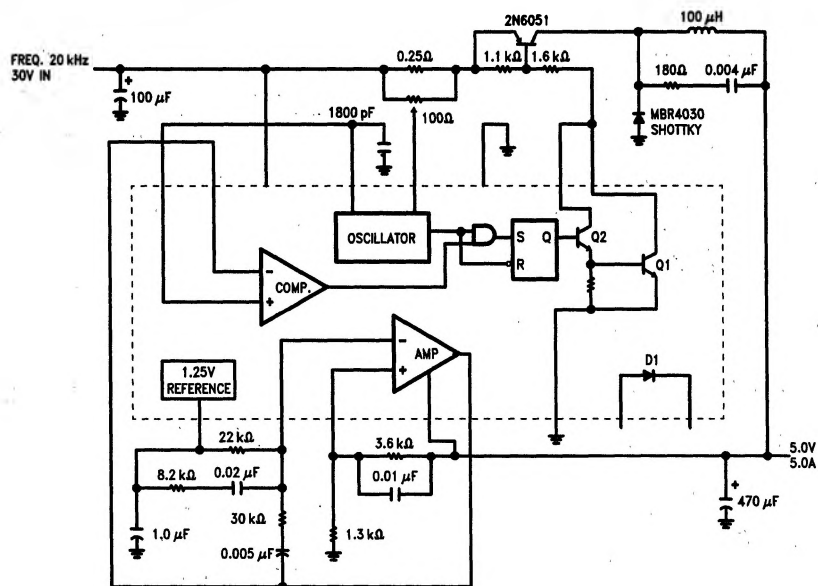 2N6051
100 µH
FREQ. 20 kHz
30V IN
0.25Ω
1.1 kΩ
1.6 kΩ
180Ω
0.004 µF
+
100 µF
1800 pF
100Ω
MBR4030
SHOTTKY
OSCILLATOR
S
Q
R
Q2
Q1
-
COMP.
+
-
AMP
+
1.25V
REFERENCE
D1
22 kΩ
3.6 kΩ
5.0V
5.0A
8.2 kΩ
0.02 µF
0.01 µF
+
470 µF
1.0 µF
30 kΩ
1.3 kΩ
0.005 µF